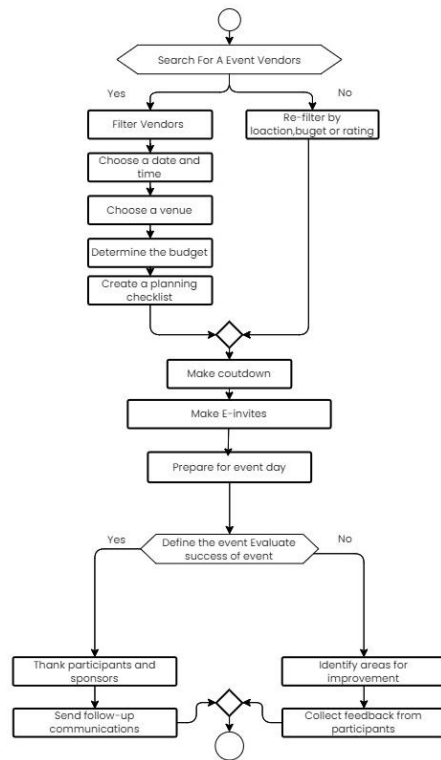 Search For A Event Vendors
Yes
No
Filter Vendors
Re-filter by
loaction,buget or rating
Choose a date and
time
Choose a venue
Determine the budget
Create a planning
checklist
Make coutdown
Make E-invites
Prepare for event day
Yes
Define the event Evaluate
success of event
No
Thank participants and
sponsors
Identify areas for
improvement
Send follow-up
communications
Collect feedback from
participants